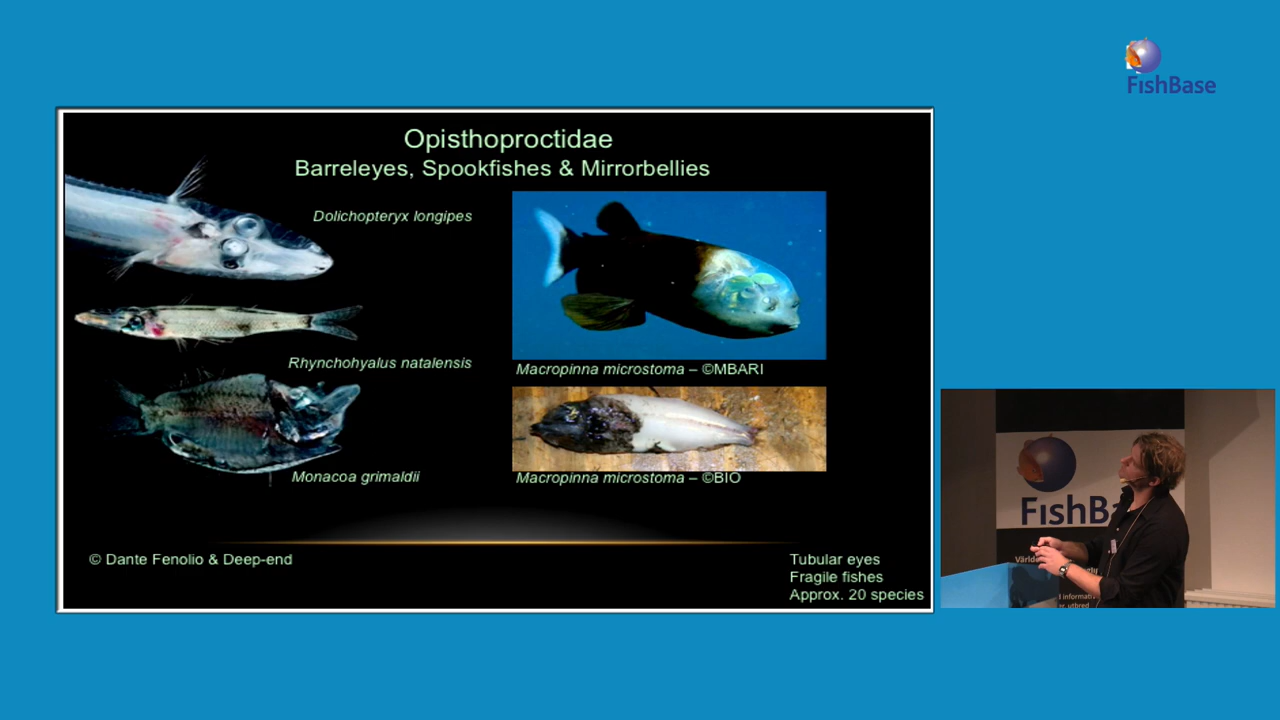 FishBase
Opisthoproctidae
Barreleyes, Spookfishes & Mirrorbellies
Dolichopteryx longipes
Rhynchohyalus natalensis
Macropinna microstoma – ©MBARI
Monacoa grimaldii
Macropinna microstoma – ©BIO
© Dante Fenolio & Deep-end
Tubular eyes
Fragile fishes
Approx. 20 species
FishB